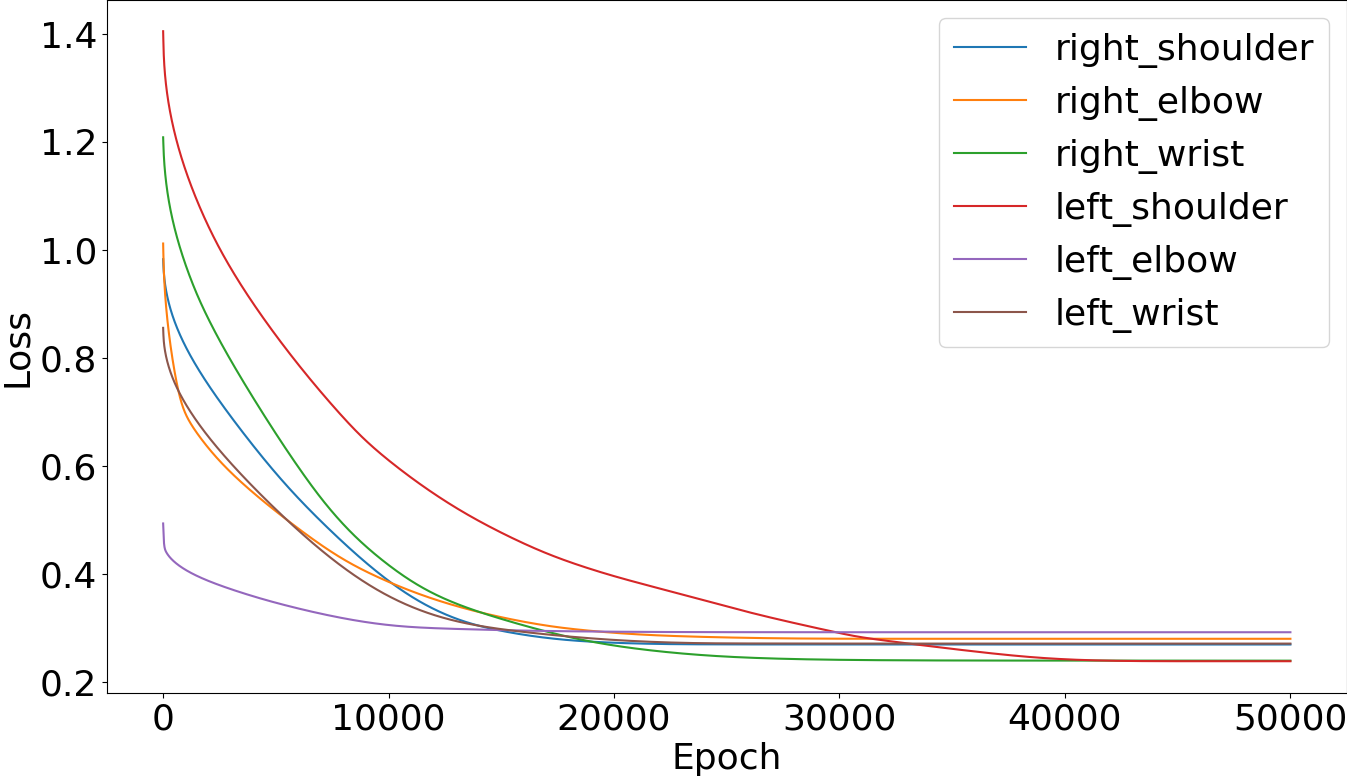 Loss
1.4
1.2
1.0
0.8
0.6
0.4
0.2
right_shoulder
right_elbow
right_wrist
left_shoulder
left_elbow
left_wrist
0 10000 20000 30000 40000 50000
Epoch